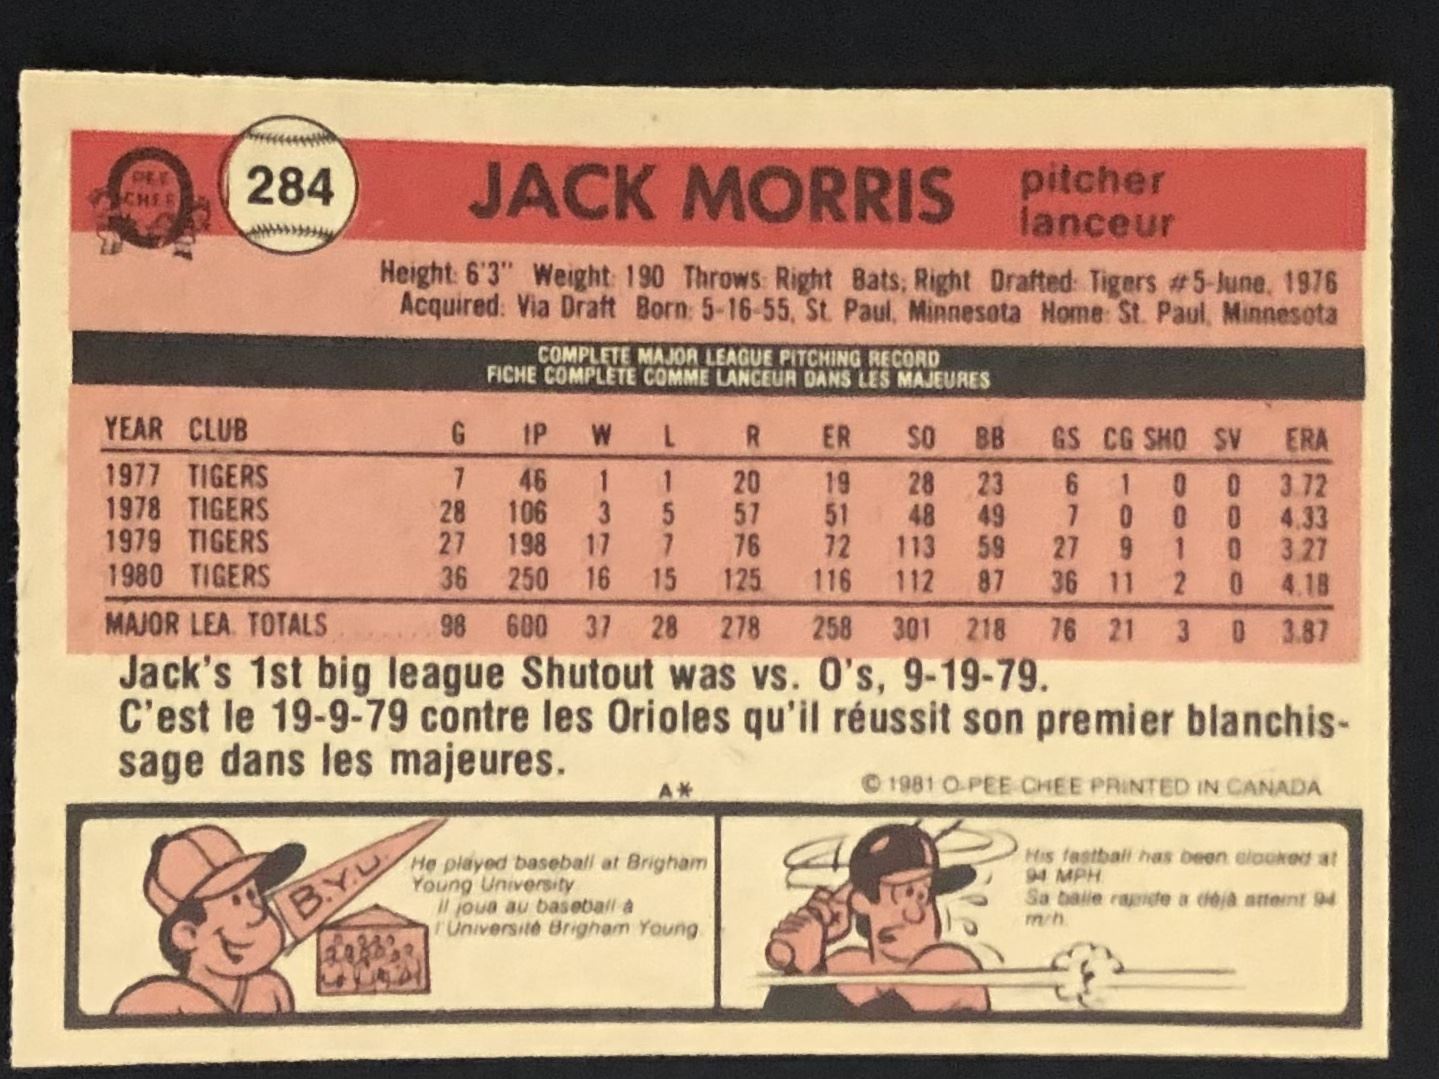 O
PEE
CHEE
284
JACK MORRIS
pitcher
lanceur
Height: 6'3" Weight: 190 Throws: Right Bats; Right Drafted: Tigers #5-June, 1976
Acquired: Via Draft Born: 5-16-55, St. Paul, Minnesota Home: St. Paul, Minnesota
COMPLETE MAJOR LEAGUE PITCHING RECORD
FICHE COMPLETE COMME LANCEUR DANS LES MAJEURES
YEAR CLUB G IP W L R ER SO BB GS CG SHO SV ERA
1977 TIGERS 7 46 1 1 20 19 28 23 6 1 0 0 3.72
1978 TIGERS 28 106 3 5 57 51 48 49 7 0 0 0 4.33
1979 TIGERS 27 198 17 7 76 72 113 59 27 9 1 0 3.27
1980 TIGERS 36 250 16 15 125 116 112 87 36 11 2 0 4.18
MAJOR LEA. TOTALS 98 600 37 28 278 258 301 218 76 21 3 0 3.87
Jack's 1st big league Shutout was vs. O's, 9-19-79.
C'est le 19-9-79 contre les Orioles qu'il réussit son premier blanchis-
sage dans les majeures.
A*
© 1981 O-PEE-CHEE PRINTED IN CANADA
B.Y.U.
He played baseball at Brigham
Young University.
Il joua au baseball à
l'Université Brigham Young.
His fastball has been clocked at
94 MPH.
Sa balle rapide a déjà atteint 94
m/h.